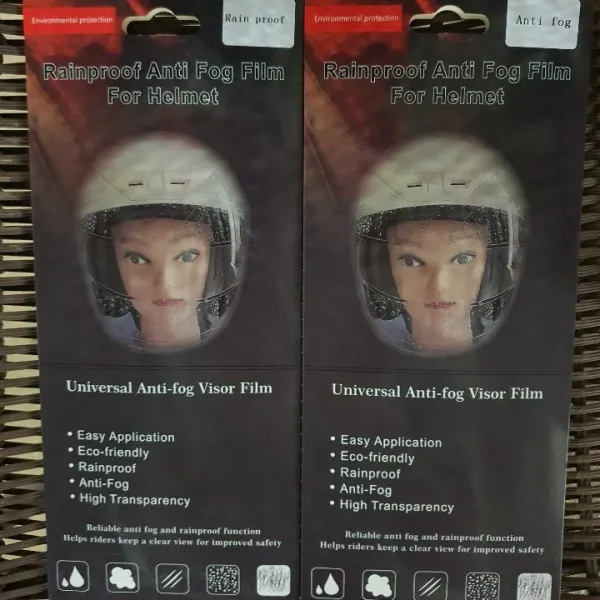 Environmental protection
Rain proof
Rainproof Anti Fog Film
For Helmet
Universal Anti-fog Visor Film
• Easy Application
• Eco-friendly
• Rainproof
• Anti-Fog
• High Transparency
Reliable anti fog and rainproof function
Helps riders keep a clear view for improved safety
Environmental protection
Anti fog
Rainproof Anti Fog Film
For Helmet
Universal Anti-fog Visor Film
• Easy Application
• Eco-friendly
• Rainproof
• Anti-Fog
• High Transparency
Reliable anti fog and rainproof function
Helps riders keep a clear view for improved safety